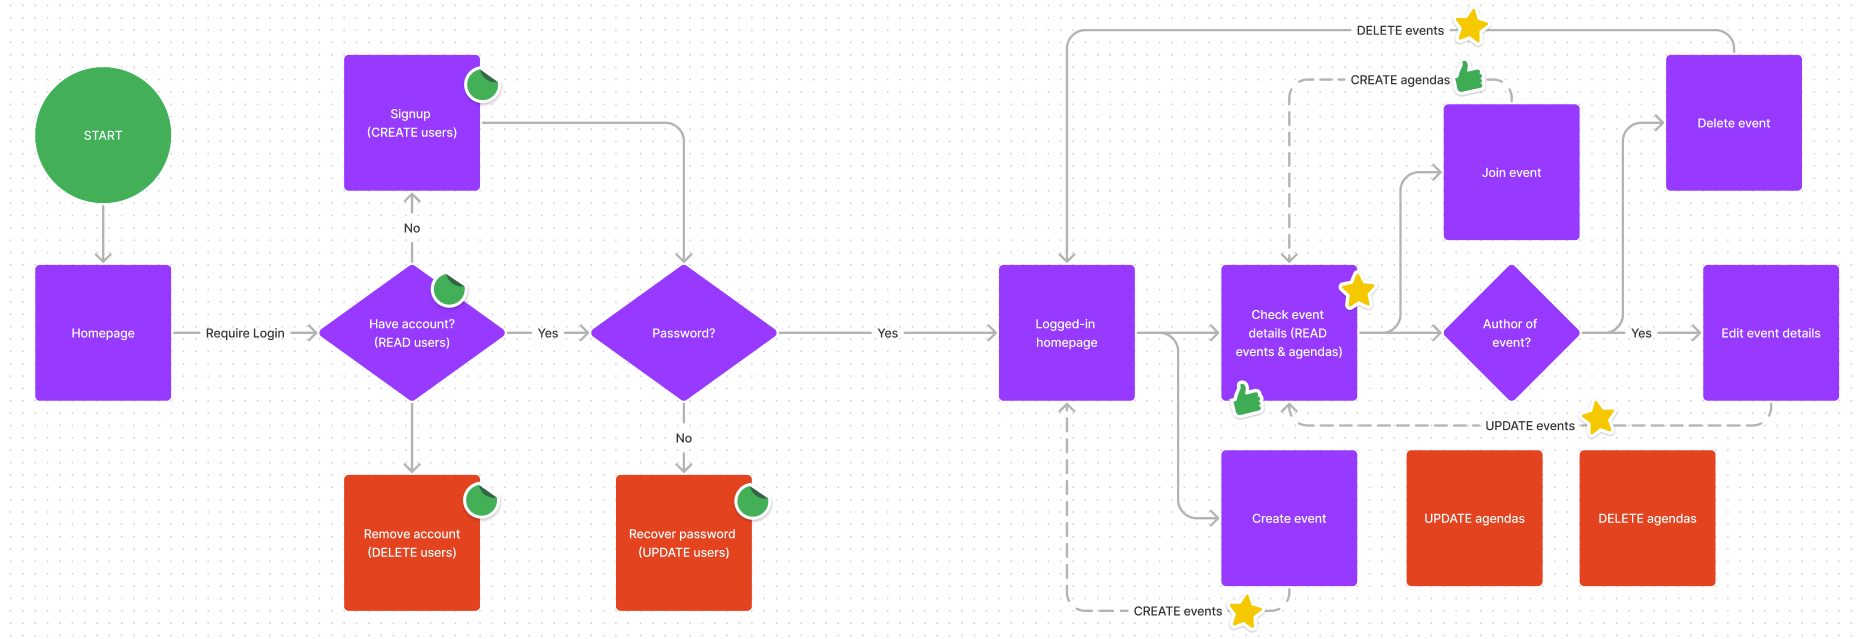 START
Homepage
Require Login
Signup
(CREATE users)
No
Have account?
(READ users)
Yes
Remove account
(DELETE users)
Password?
No
Recover password
(UPDATE users)
Yes
Logged-in
homepage
DELETE events
CREATE agendas
Check event
details (READ
events & agendas)
Join event
Delete event
Author of
event?
Yes
Edit event details
UPDATE events
Create event
CREATE events
UPDATE agendas
DELETE agendas